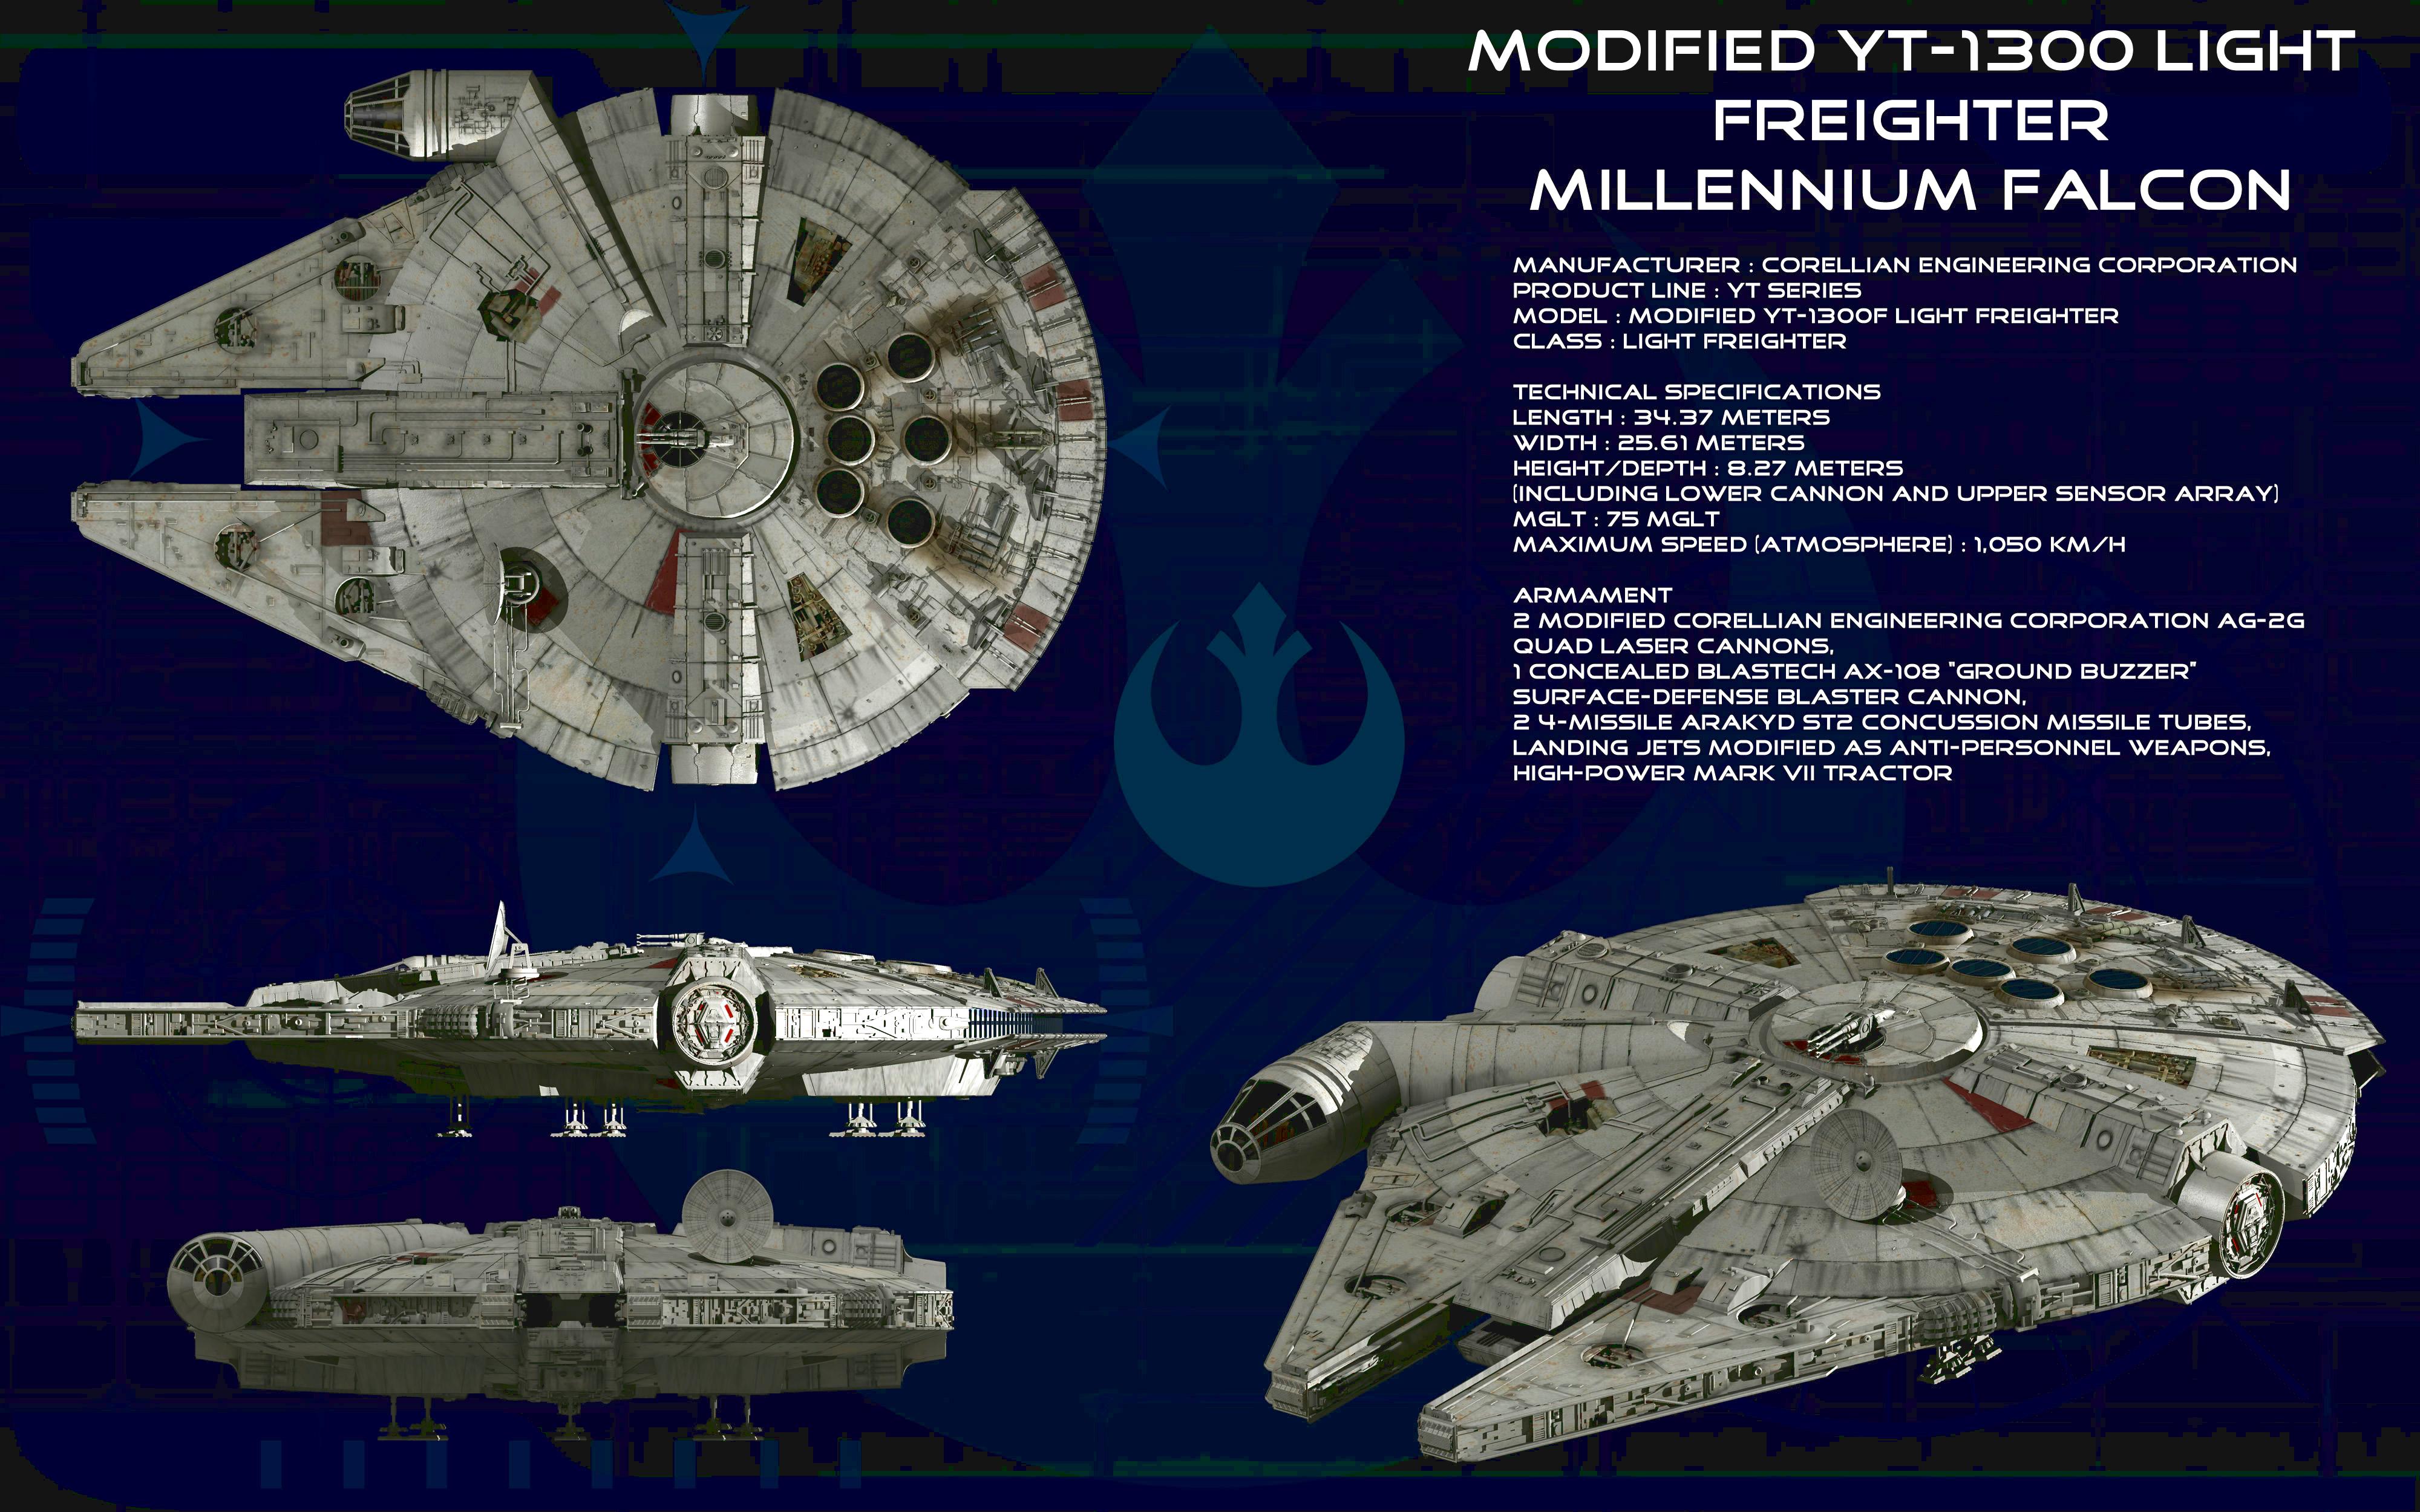 MODIFIED YT-1300 LIGHT
FREIGHTER
MILLENNIUM FALCON
MANUFACTURER : CORELLIAN ENGINEERING CORPORATION
PRODUCT LINE : YT SERIES
MODEL : MODIFIED YT-1300F LIGHT FREIGHTER
CLASS : LIGHT FREIGHTER
TECHNICAL SPECIFICATIONS
LENGTH : 34.37 METERS
WIDTH : 25.61 METERS
HEIGHT/DEPTH : 8.27 METERS
(INCLUDING LOWER CANNON AND UPPER SENSOR ARRAY)
MGLT : 75 MGLT
MAXIMUM SPEED (ATMOSPHERE) : 1,050 KM/H
ARMAMENT
2 MODIFIED CORELLIAN ENGINEERING CORPORATION AG-2G
QUAD LASER CANNONS,
1 CONCEALED BLASTECH AX-108 "GROUND BUZZER"
SURFACE-DEFENSE BLASTER CANNON,
2 4-MISSILE ARAKYD ST2 CONCUSSION MISSILE TUBES,
LANDING JETS MODIFIED AS ANTI-PERSONNEL WEAPONS,
HIGH-POWER MARK VII TRACTOR